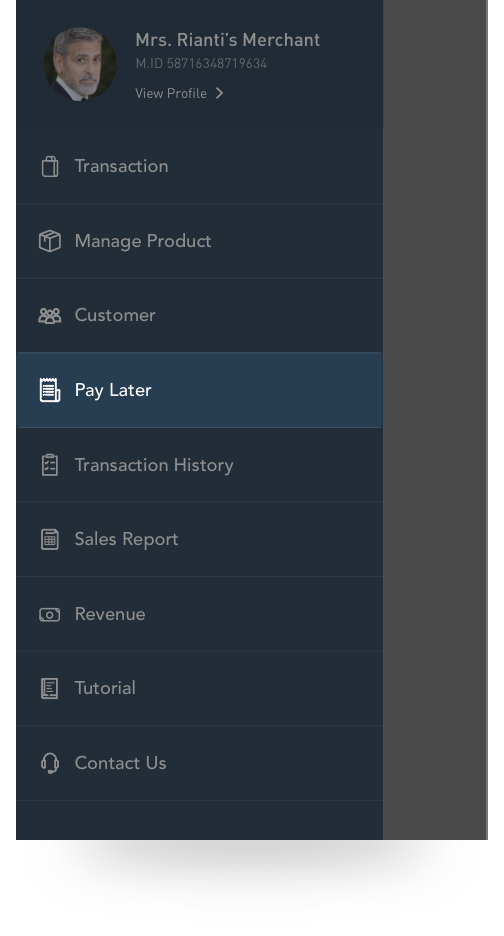 Mrs. Rianti's Merchant
M.ID 58716348719634
View Profile
Transaction
Manage Product
Customer
Pay Later
Transaction History
Sales Report
Revenue
Tutorial
Contact Us